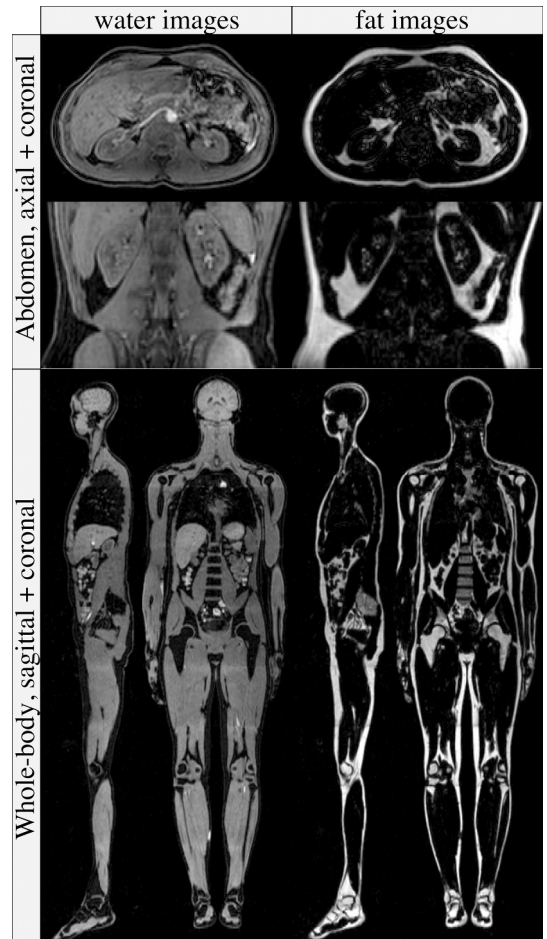 water images
fat images
Abdomen, axial + coronal
Whole-body, sagittal + coronal